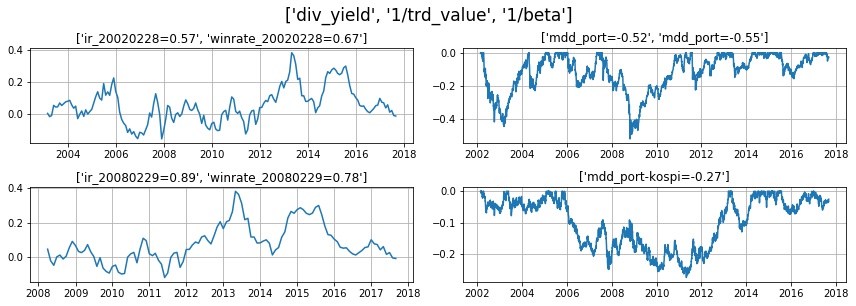 ['div_yield', '1/trd_value', '1/beta']
['ir_20020228=0.57', 'winrate_20020228=0.67']
0.4
0.2
0.0
2004 2006 2008 2010 2012 2014 2016 2018
['mdd_port=-0.52', 'mdd_port=-0.55']
0.0
−0.2
−0.4
2002 2004 2006 2008 2010 2012 2014 2016 2018
['ir_20080229=0.89', 'winrate_20080229=0.78']
0.4
0.2
0.0
2008 2009 2010 2011 2012 2013 2014 2015 2016 2017 2018
['mdd_port-kospi=-0.27']
0.0
−0.1
−0.2
2002 2004 2006 2008 2010 2012 2014 2016 2018